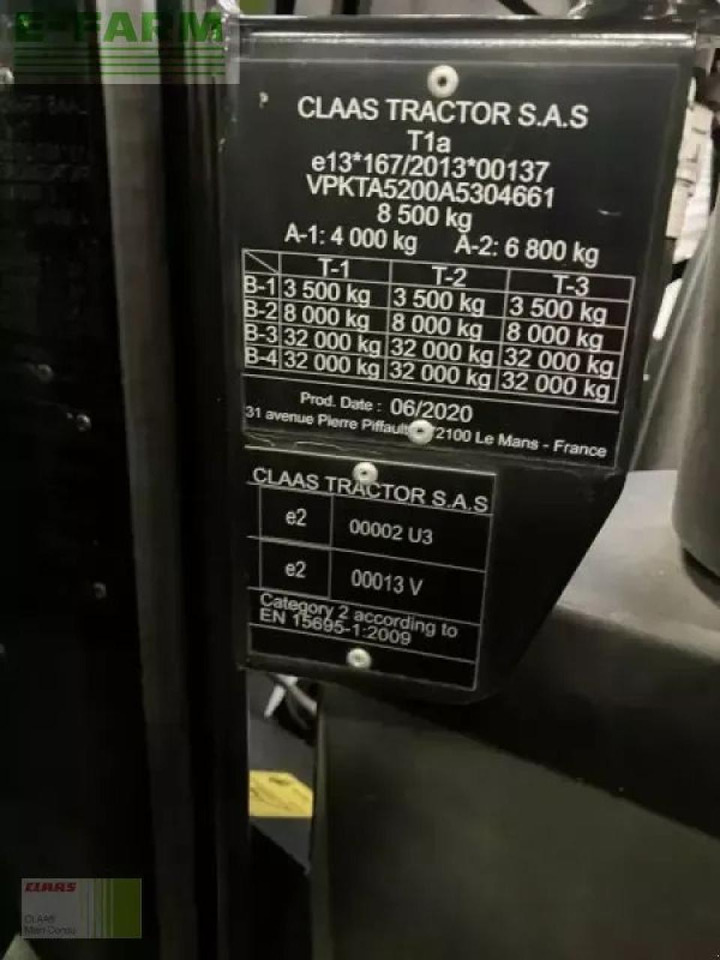 E-FARM
CLAAS TRACTOR S.A.S
T1a
e13*167/2013*00137
VPKTA5200A5304661
8 500 kg
A-1: 4 000 kg A-2: 6 800 kg
T-1 T-2 T-3
B-1 3 500 kg 3 500 kg 3 500 kg
B-2 8 000 kg 8 000 kg 8 000 kg
B-3 32 000 kg 32 000 kg 32 000 kg
B-4 32 000 kg 32 000 kg 32 000 kg
Prod. Date : 06/2020
31 avenue Pierre Piffault 72100 Le Mans - France
CLAAS TRACTOR S.A.S
e2 00002 U3
e2 00013 V
Category 2 according to
EN 15695-1:2009
CLAAS
CLAAS
Main-Donau